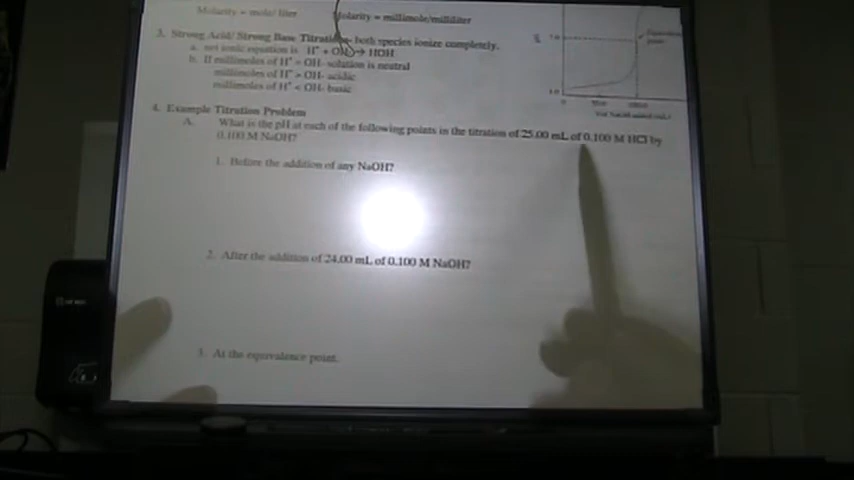 Molarity = mole/ liter
Molarity = millimole/milliliter
3. Strong Acid/ Strong Base Titration- both species ionize completely.
a. net ionic equation is H⁺ + OH-→ HOH
b. If millimoles of H⁺ = OH- solution is neutral
millimoles of H⁺ > OH- acidic
millimoles of H⁺ < OH- basic
4. Example Titration Problem
A. What is the pH at each of the following points in the titration of 25.00 mL of 0.100 M HCl by
0.100 M NaOH?
1. Before the addition of any NaOH?
2. After the addition of 24.00 mL of 0.100 M NaOH?
3. At the equivalence point.